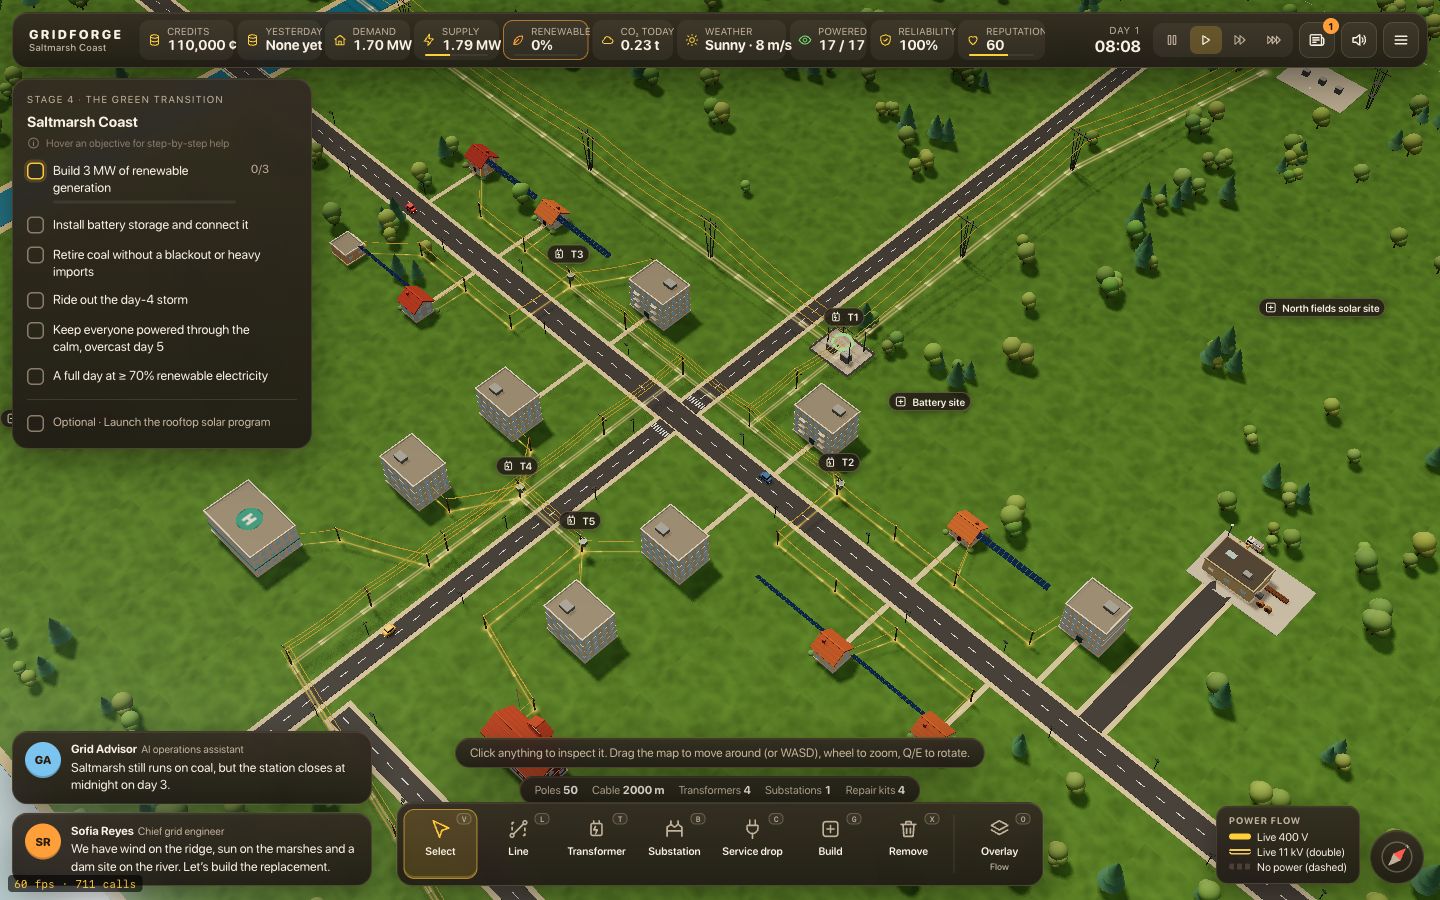 GRIDFORGE
Saltmarsh Coast
CREDITS
110,000 ¢
YESTERDAY
None yet
DEMAND
1.70 MW
SUPPLY
1.79 MW
RENEWABLE
0%
CO₂ TODAY
0.23 t
WEATHER
Sunny · 8 m/s
POWERED
17 / 17
RELIABILITY
100%
REPUTATION
60
DAY 1
08:08
1
STAGE 4 · THE GREEN TRANSITION
Saltmarsh Coast
Hover an objective for step-by-step help
Build 3 MW of renewable
generation
0/3
Install battery storage and connect it
Retire coal without a blackout or heavy
imports
Ride out the day-4 storm
Keep everyone powered through the
calm, overcast day 5
A full day at ≥ 70% renewable electricity
Optional · Launch the rooftop solar program
T3
T1
North fields solar site
Battery site
T4
T2
T5
H
GA
Grid Advisor AI operations assistant
Saltmarsh still runs on coal, but the station closes at
midnight on day 3.
SR
Sofia Reyes Chief grid engineer
We have wind on the ridge, sun on the marshes and a
dam site on the river. Let's build the replacement.
60 fps · 711 calls
Click anything to inspect it. Drag the map to move around (or WASD), wheel to zoom, Q/E to rotate.
Poles 50 Cable 2000 m Transformers 4 Substations 1 Repair kits 4
V
Select
L
Line
T
Transformer
B
Substation
C
Service drop
G
Build
X
Remove
O
Overlay
Flow
POWER FLOW
Live 400 V
Live 11 kV (double)
No power (dashed)